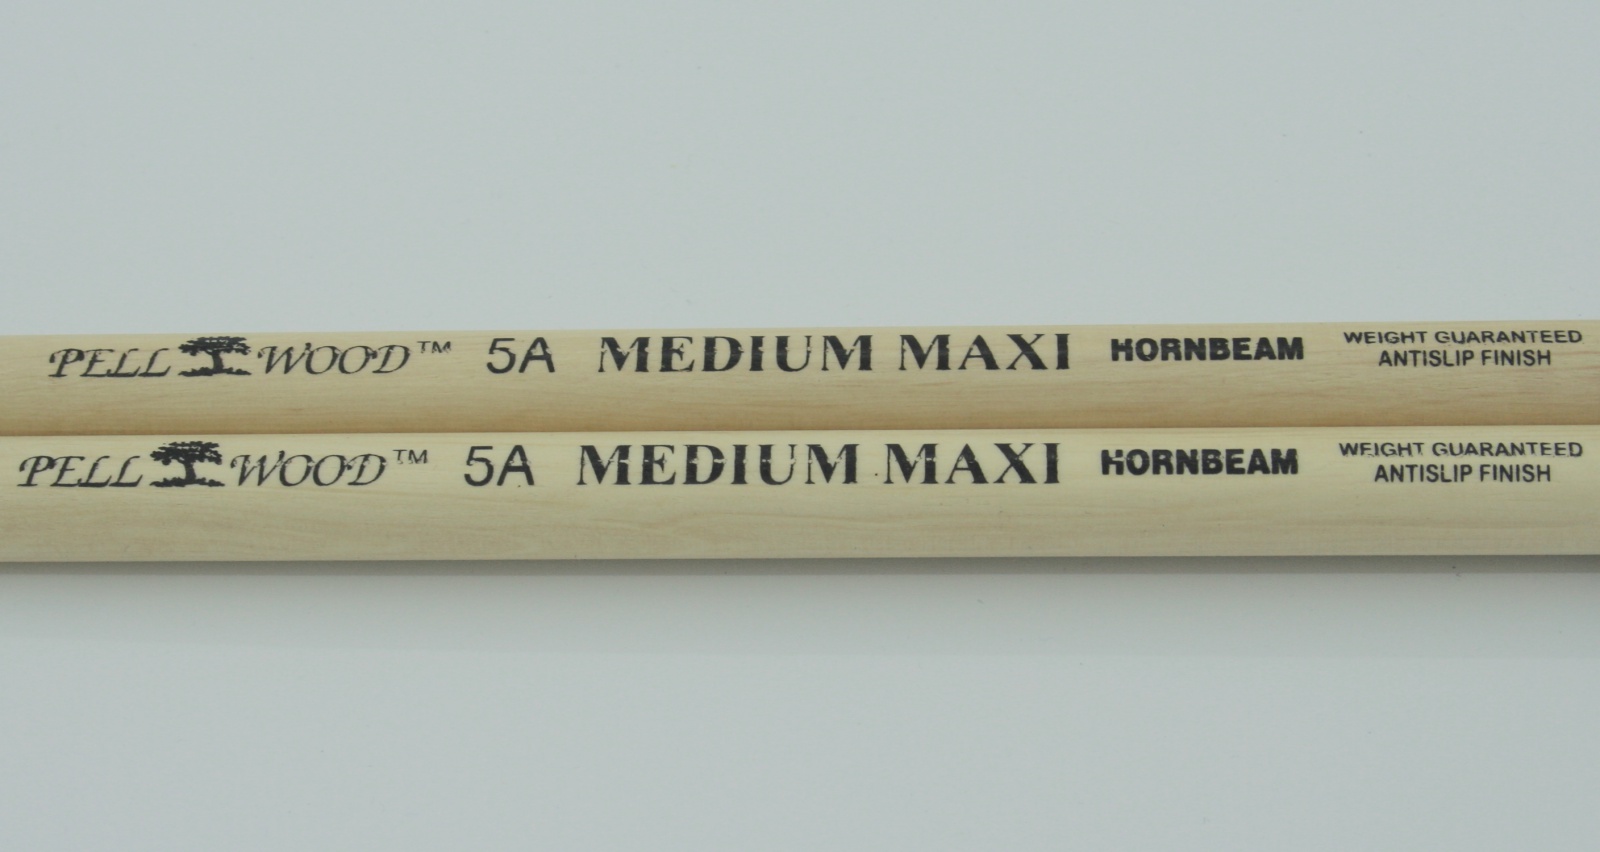 PELL WOOD™ 5A MEDIUM MAXI HORNBEAM WEIGHT GUARANTEED
ANTISLIP FINISH
PELL WOOD™ 5A MEDIUM MAXI HORNBEAM WEIGHT GUARANTEED
ANTISLIP FINISH